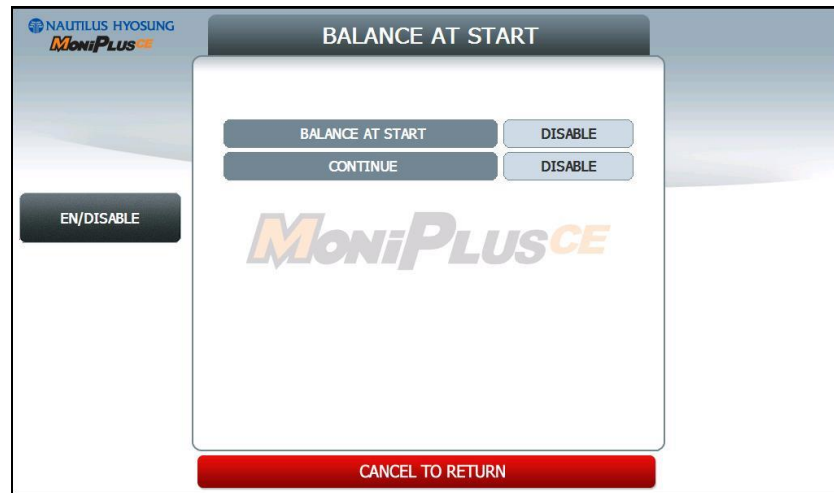 NAUTILUS HYOSUNG
MoniPlusCE
BALANCE AT START
BALANCE AT START DISABLE
CONTINUE DISABLE
EN/DISABLE
MoniPlusCE
CANCEL TO RETURN